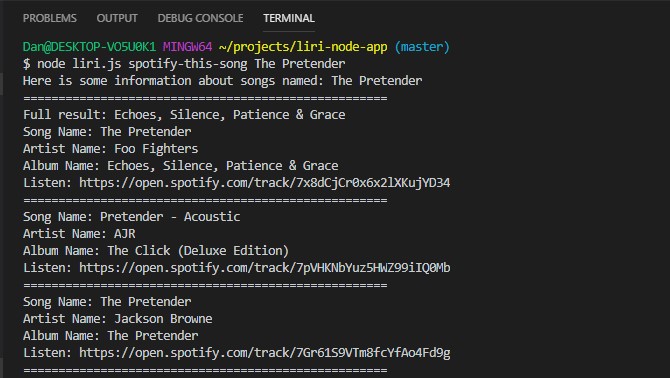 PROBLEMS OUTPUT DEBUG CONSOLE TERMINAL
Dan@DESKTOP-VO5U0K1 MINGW64 ~/projects/liri-node-app (master)
$ node liri.js spotify-this-song The Pretender
Here is some information about songs named: The Pretender
====================================================
Full result: Echoes, Silence, Patience & Grace
Song Name: The Pretender
Artist Name: Foo Fighters
Album Name: Echoes, Silence, Patience & Grace
Listen: https://open.spotify.com/track/7x8dCjCr0x6x2lXKujYD34
====================================================
Song Name: Pretender - Acoustic
Artist Name: AJR
Album Name: The Click (Deluxe Edition)
Listen: https://open.spotify.com/track/7pVHKNbYuz5HWZ99iIQ0Mb
====================================================
Song Name: The Pretender
Artist Name: Jackson Browne
Album Name: The Pretender
Listen: https://open.spotify.com/track/7Gr61S9VTm8fcYfAo4Fd9g
====================================================